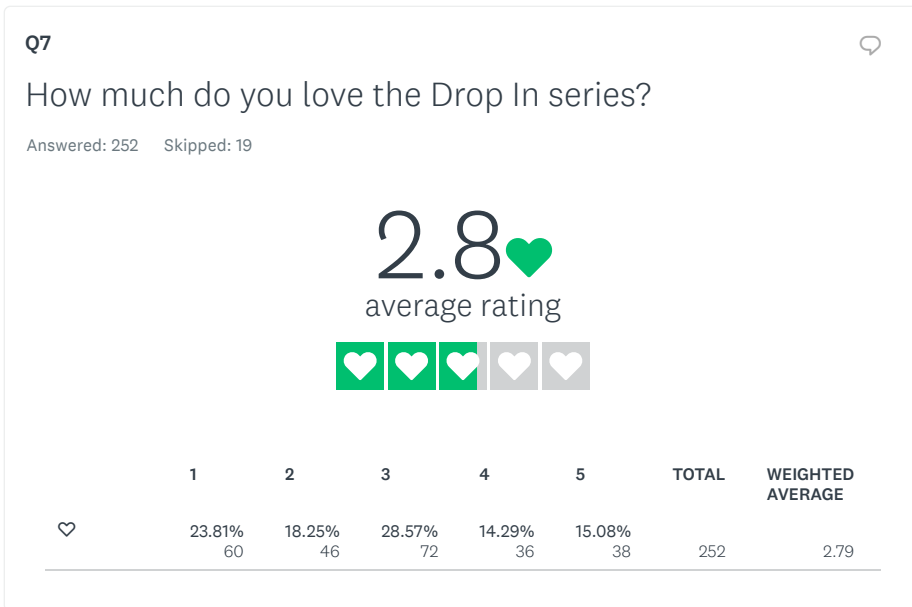 Q7
How much do you love the Drop In series?
Answered: 252 Skipped: 19
2.8
average rating
1 2 3 4 5 TOTAL WEIGHTED
AVERAGE
23.81% 18.25% 28.57% 14.29% 15.08%
60 46 72 36 38 252 2.79